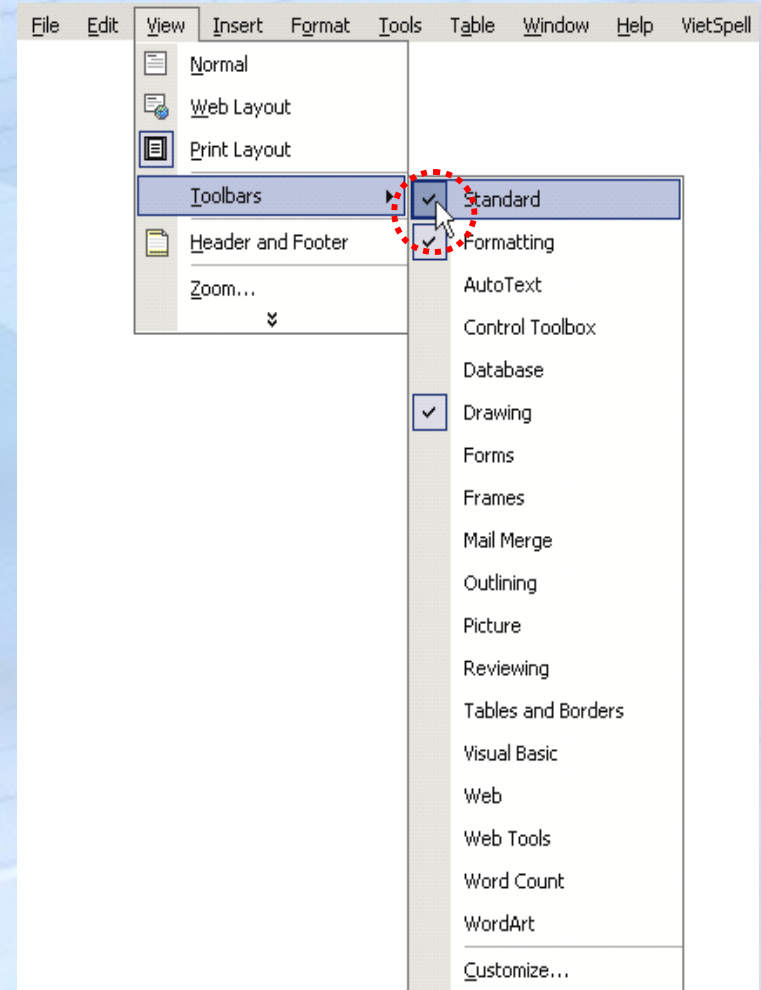 File Edit View Insert Format Tools Table Window Help VietSpell
Normal
Web Layout
Print Layout
Toolbars
Header and Footer
Zoom...
Standard
Formatting
AutoText
Control Toolbox
Database
Drawing
Forms
Frames
Mail Merge
Outlining
Picture
Reviewing
Tables and Borders
Visual Basic
Web
Web Tools
Word Count
WordArt
Customize...